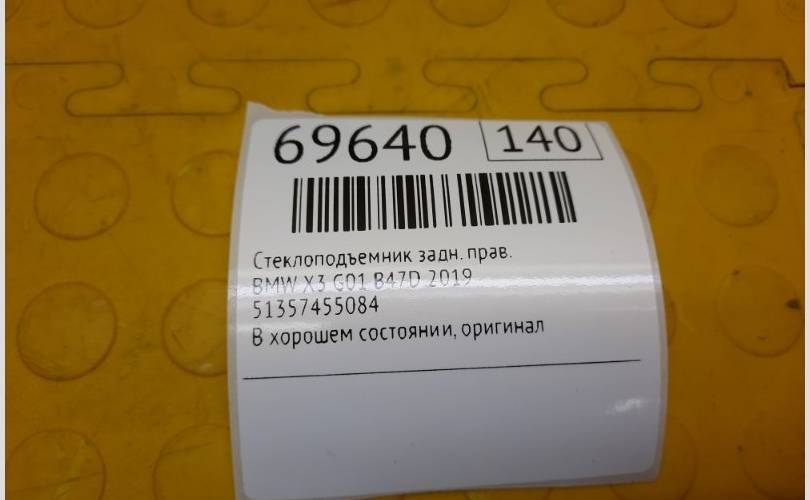 69640 140
Стеклоподъемник задн. прав.
BMW X3 G01 B47D 2019
51357455084
В хорошем состоянии, оригинал